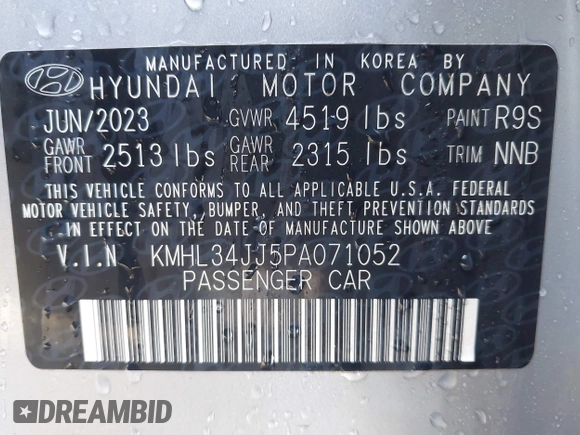 MANUFACTURED IN KOREA BY
HYUNDAI MOTOR COMPANY
JUN/2023 GVWR 4519 lbs PAINT R9S
GAWR FRONT 2513 lbs GAWR REAR 2315 lbs TRIM NNB
THIS VEHICLE CONFORMS TO ALL APPLICABLE U.S.A. FEDERAL
MOTOR VEHICLE SAFETY, BUMPER, AND THEFT PREVENTION STANDARDS
IN EFFECT ON THE DATE OF MANUFACTURE SHOWN ABOVE
V.I.N KMHL34JJ5PA071052
PASSENGER CAR
DREAMBID